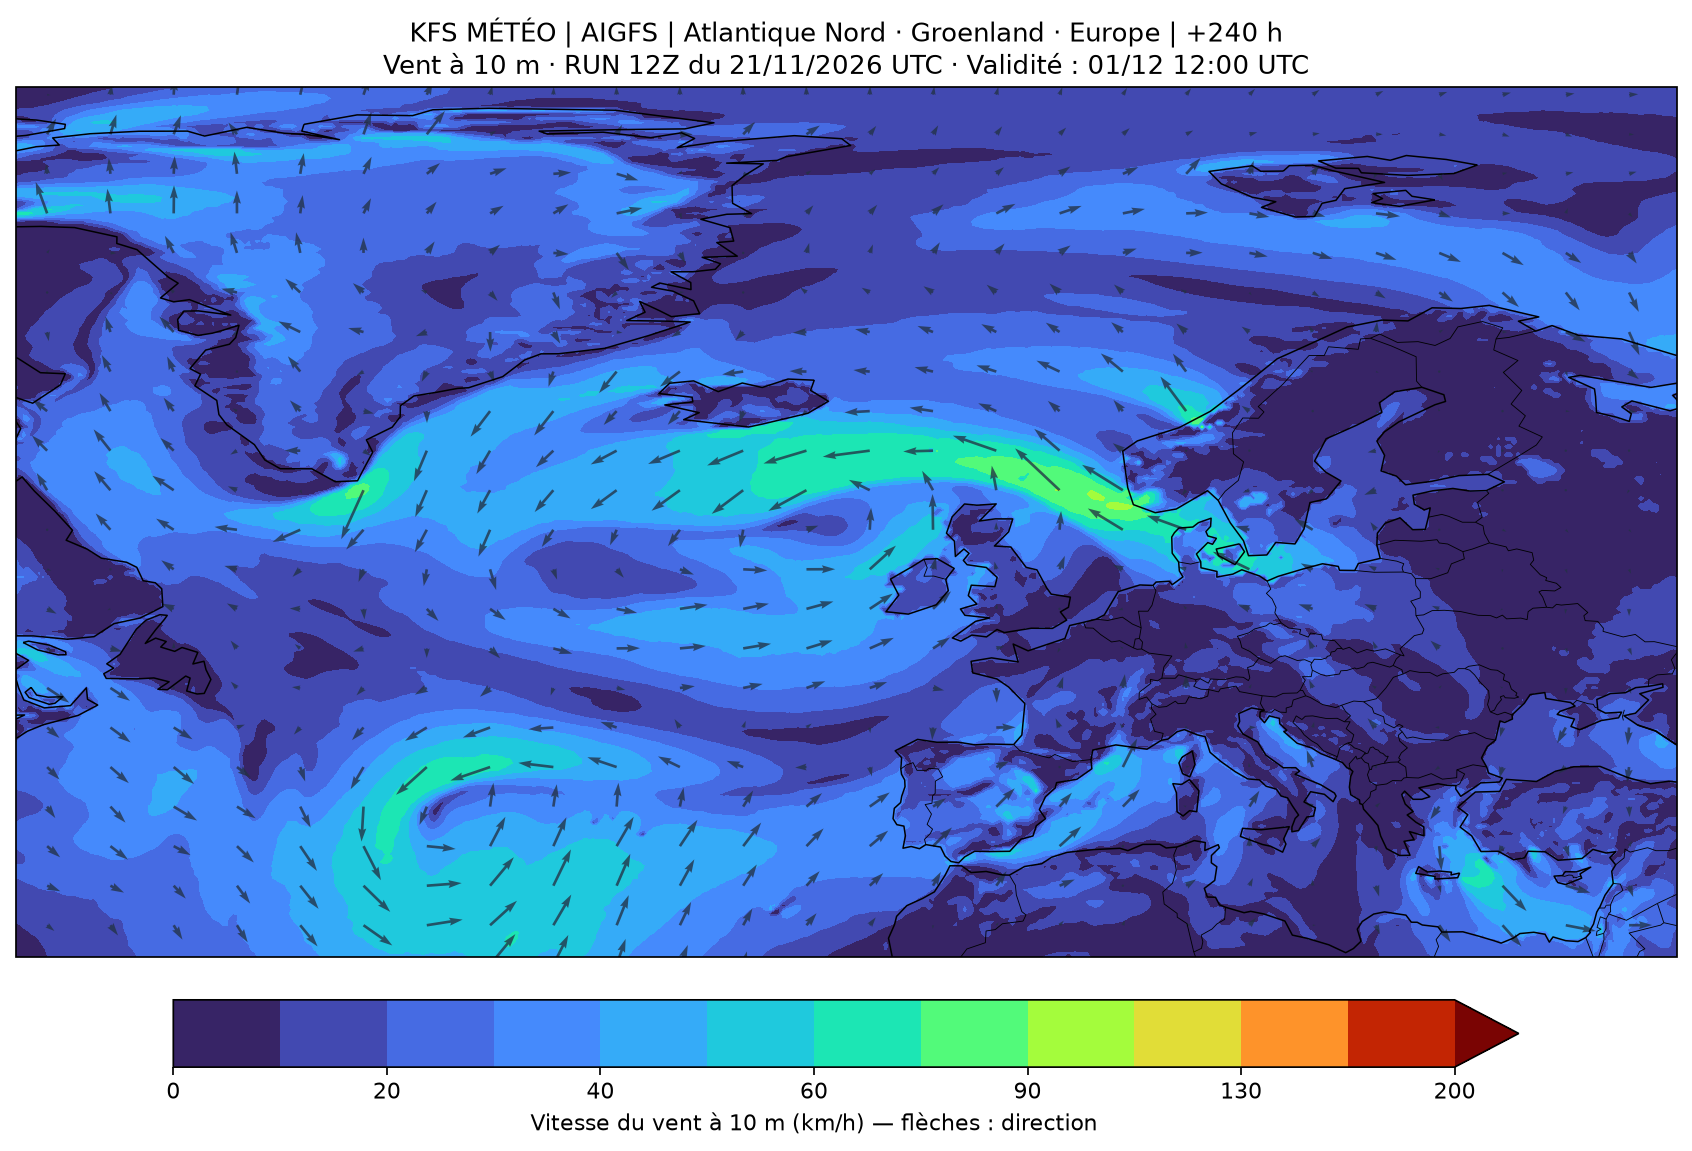 KFS MÉTÉO | AIGFS | Atlantique Nord · Groenland · Europe | +240 h
Vent à 10 m · RUN 12Z du 21/11/2026 UTC · Validité : 01/12 12:00 UTC
0 20 40 60 90 130 200
Vitesse du vent à 10 m (km/h) — flèches : direction